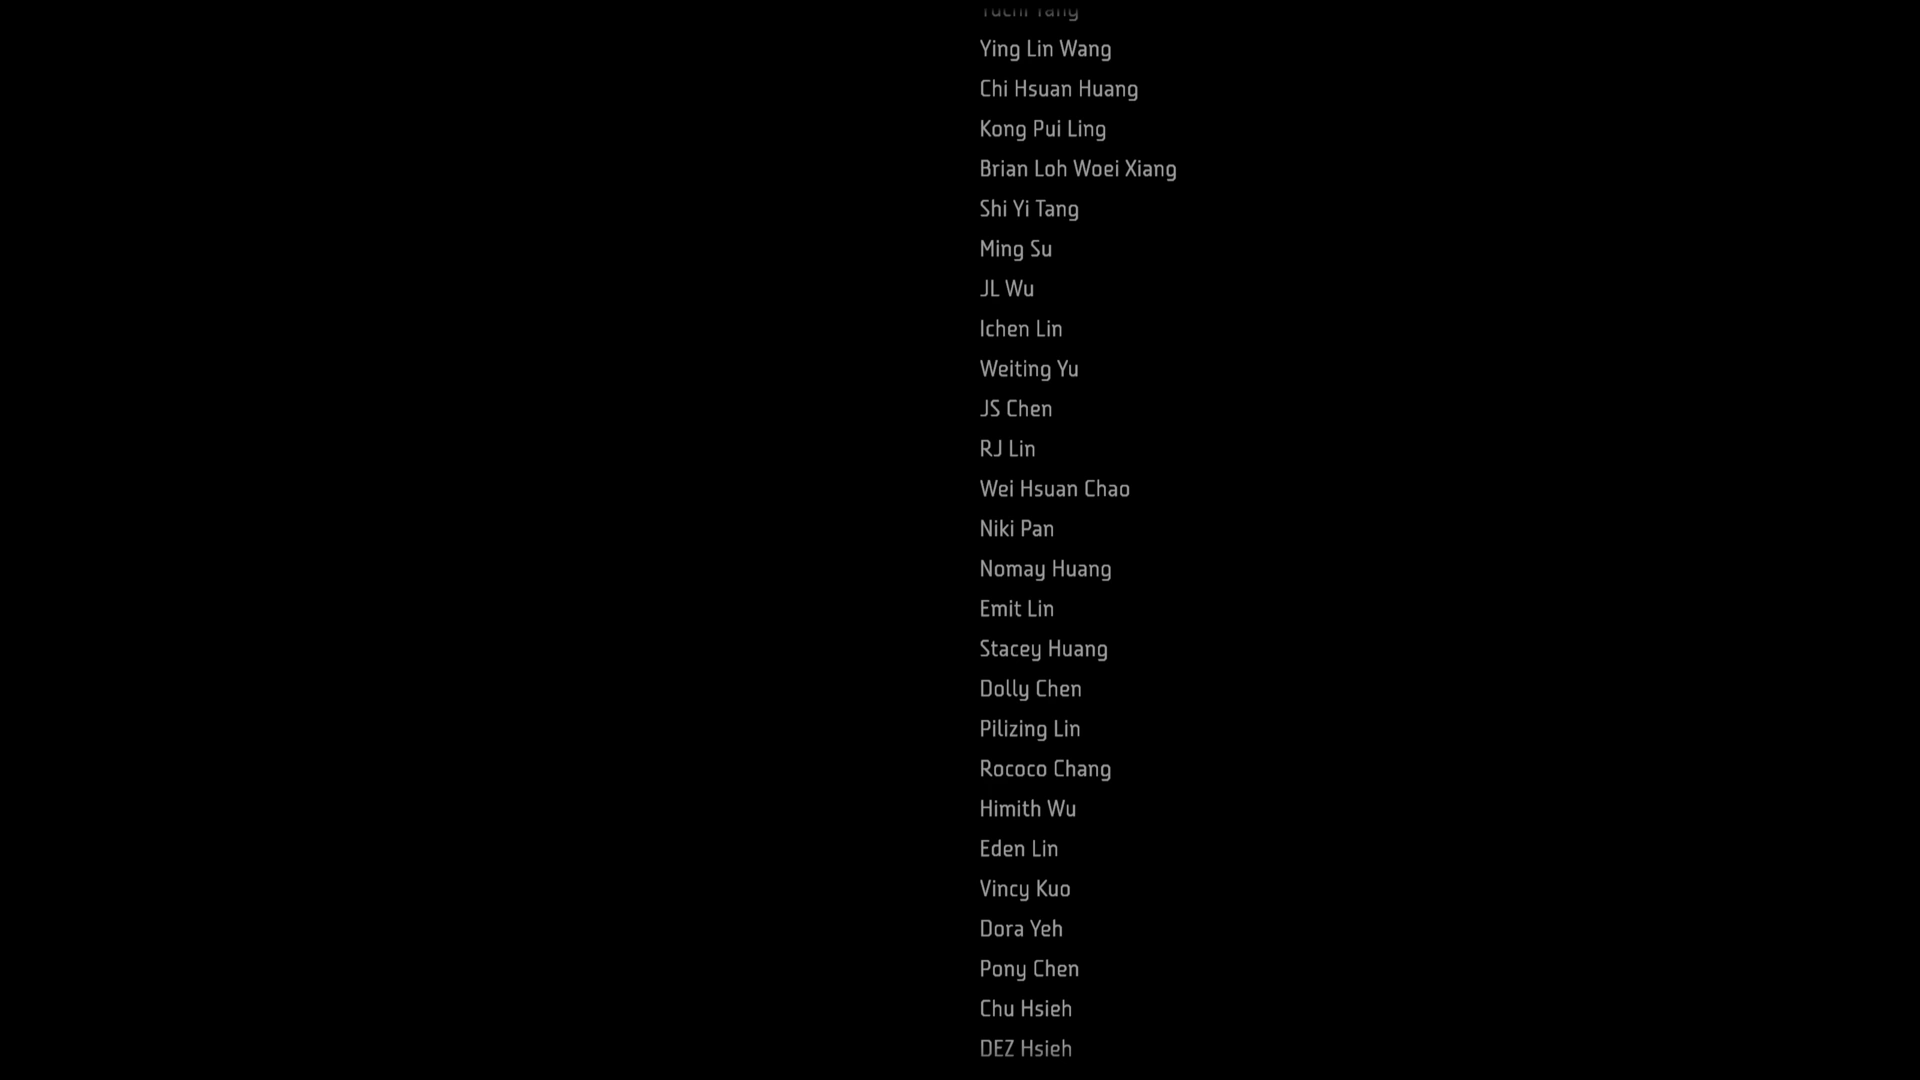 Ying Lin Wang
Chi Hsuan Huang
Kong Pui Ling
Brian Loh Woei Xiang
Shi Yi Tang
Ming Su
JL Wu
Ichen Lin
Weiting Yu
JS Chen
RJ Lin
Wei Hsuan Chao
Niki Pan
Nomay Huang
Emit Lin
Stacey Huang
Dolly Chen
Pilizing Lin
Rococo Chang
Himith Wu
Eden Lin
Vincy Kuo
Dora Yeh
Pony Chen
Chu Hsieh
DEZ Hsieh